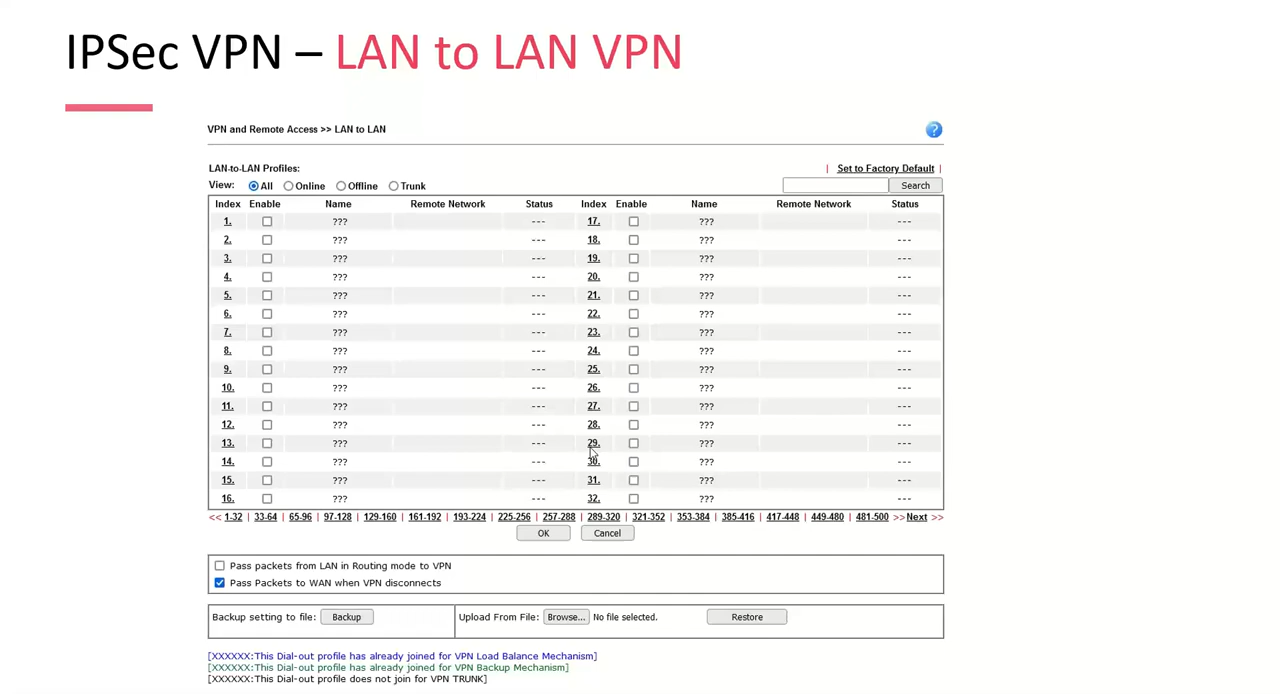 IPSec VPN – LAN to LAN VPN
VPN and Remote Access >> LAN to LAN
?
LAN-to-LAN Profiles:
| Set to Factory Default |
View: All Online Offline Trunk
Search
Index Enable Name Remote Network Status Index Enable Name Remote Network Status
1. ??? --- 17. ??? ---
2. ??? --- 18. ??? ---
3. ??? --- 19. ??? ---
4. ??? --- 20. ??? ---
5. ??? --- 21. ??? ---
6. ??? --- 22. ??? ---
7. ??? --- 23. ??? ---
8. ??? --- 24. ??? ---
9. ??? --- 25. ??? ---
10. ??? --- 26. ??? ---
11. ??? --- 27. ??? ---
12. ??? --- 28. ??? ---
13. ??? --- 29. ??? ---
14. ??? --- 30. ??? ---
15. ??? --- 31. ??? ---
16. ??? --- 32. ??? ---
<< 1-32 | 33-64 | 65-96 | 97-128 | 129-160 | 161-192 | 193-224 | 225-256 | 257-288 | 289-320 | 321-352 | 353-384 | 385-416 | 417-448 | 449-480 | 481-500 >> Next >>
OK Cancel
Pass packets from LAN in Routing mode to VPN
Pass Packets to WAN when VPN disconnects
Backup setting to file: Backup Upload From File: Browse... No file selected. Restore
[XXXXXX:This Dial-out profile has already joined for VPN Load Balance Mechanism]
[XXXXXX:This Dial-out profile has already joined for VPN Backup Mechanism]
[XXXXXX:This Dial-out profile does not join for VPN TRUNK]